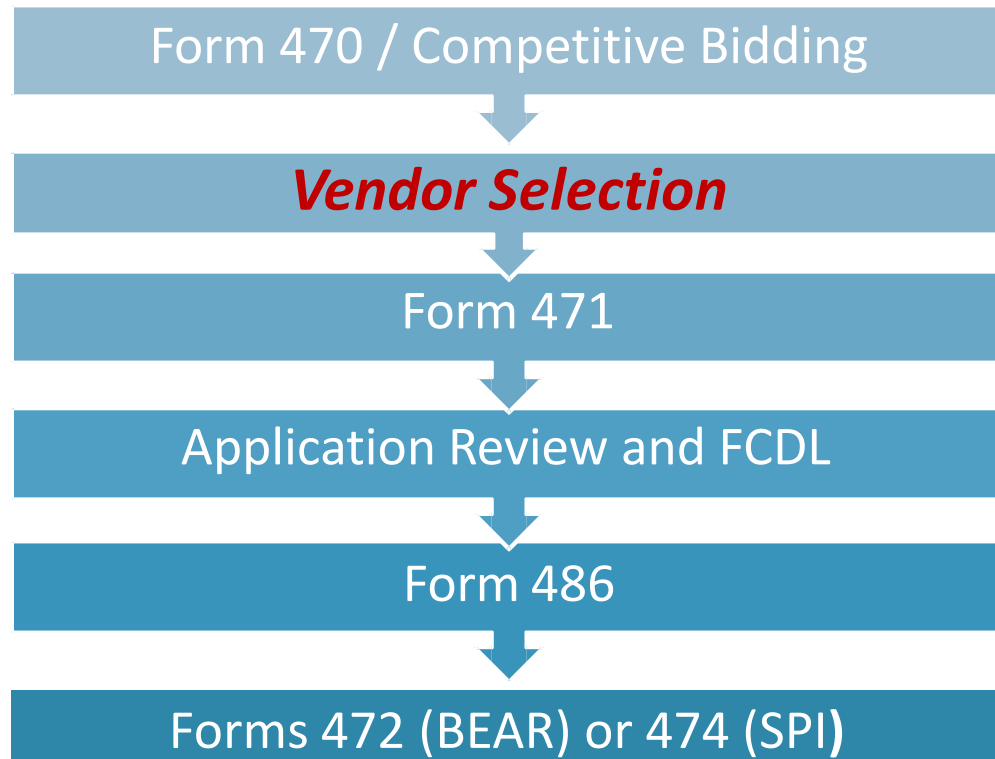 Form 470 / Competitive Bidding
Vendor Selection
Form 471
Application Review and FCDL
Form 486
Forms 472 (BEAR) or 474 (SPI)